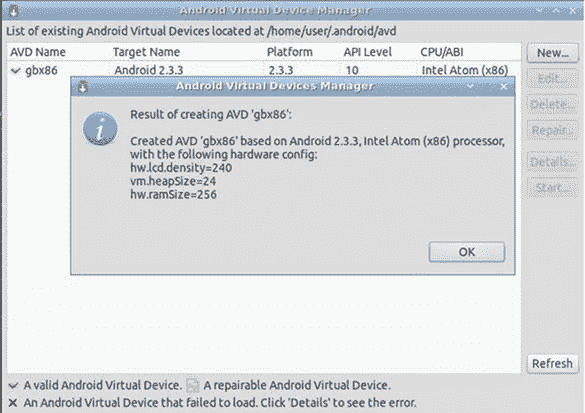 Android Virtual Device Manager
List of existing Android Virtual Devices located at /home/user/.android/avd
AVD Name Target Name Platform API Level CPU/ABI
gbx86 Android 2.3.3 2.3.3 10 Intel Atom (x86)
New...
Edit...
Delete...
Repair...
Details...
Start...
Android Virtual Devices Manager
Result of creating AVD 'gbx86':
Created AVD 'gbx86' based on Android 2.3.3, Intel Atom (x86) processor,
with the following hardware config:
hw.lcd.density=240
vm.heapSize=24
hw.ramSize=256
OK
Refresh
A valid Android Virtual Device. A repairable Android Virtual Device.
An Android Virtual Device that failed to load. Click 'Details' to see the error.